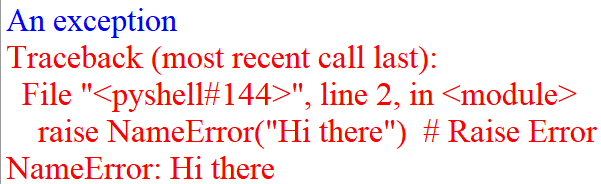 An exception
Traceback (most recent call last):
  File "<pyshell#144>", line 2, in <module>
    raise NameError("Hi there")  # Raise Error
NameError: Hi there